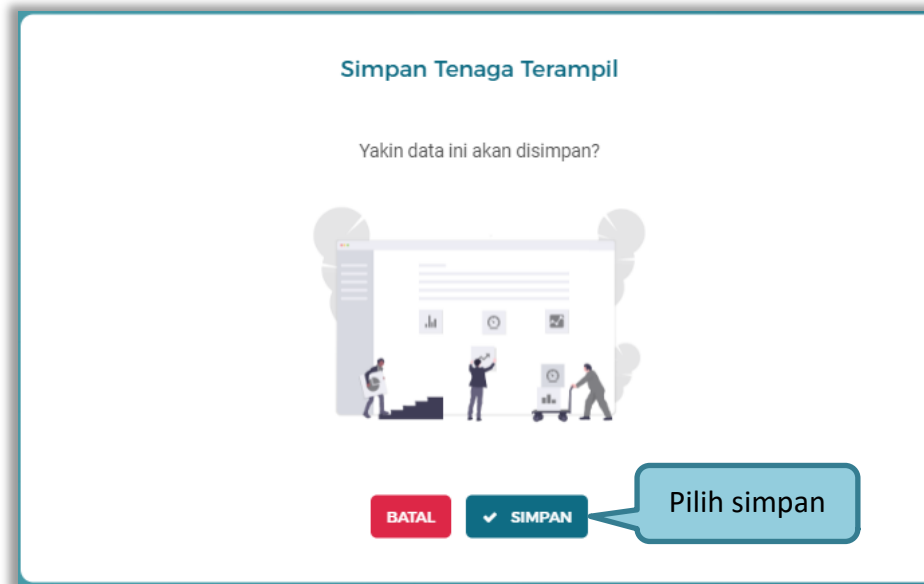 Simpan Tenaga Terampil
Yakin data ini akan disimpan?
BATAL
SIMPAN
Pilih simpan